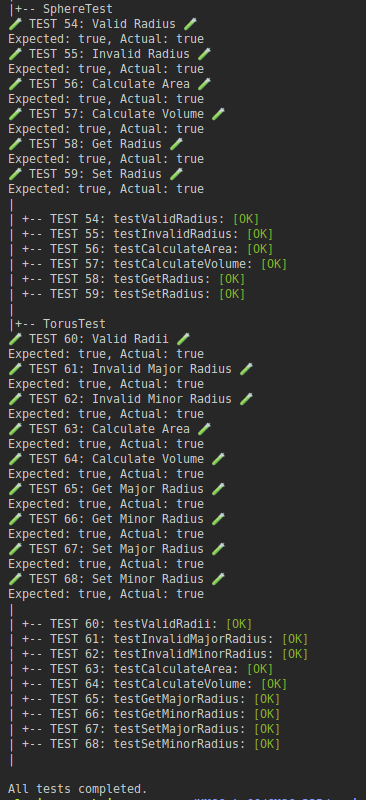 |+-- SphereTest
🧪 TEST 54: Valid Radius 🧪
Expected: true, Actual: true
🧪 TEST 55: Invalid Radius 🧪
Expected: true, Actual: true
🧪 TEST 56: Calculate Area 🧪
Expected: true, Actual: true
🧪 TEST 57: Calculate Volume 🧪
Expected: true, Actual: true
🧪 TEST 58: Get Radius 🧪
Expected: true, Actual: true
🧪 TEST 59: Set Radius 🧪
Expected: true, Actual: true
|
| +-- TEST 54: testValidRadius: [OK]
| +-- TEST 55: testInvalidRadius: [OK]
| +-- TEST 56: testCalculateArea: [OK]
| +-- TEST 57: testCalculateVolume: [OK]
| +-- TEST 58: testGetRadius: [OK]
| +-- TEST 59: testSetRadius: [OK]
|
|+-- TorusTest
🧪 TEST 60: Valid Radii 🧪
Expected: true, Actual: true
🧪 TEST 61: Invalid Major Radius 🧪
Expected: true, Actual: true
🧪 TEST 62: Invalid Minor Radius 🧪
Expected: true, Actual: true
🧪 TEST 63: Calculate Area 🧪
Expected: true, Actual: true
🧪 TEST 64: Calculate Volume 🧪
Expected: true, Actual: true
🧪 TEST 65: Get Major Radius 🧪
Expected: true, Actual: true
🧪 TEST 66: Get Minor Radius 🧪
Expected: true, Actual: true
🧪 TEST 67: Set Major Radius 🧪
Expected: true, Actual: true
🧪 TEST 68: Set Minor Radius 🧪
Expected: true, Actual: true
|
| +-- TEST 60: testValidRadii: [OK]
| +-- TEST 61: testInvalidMajorRadius: [OK]
| +-- TEST 62: testInvalidMinorRadius: [OK]
| +-- TEST 63: testCalculateArea: [OK]
| +-- TEST 64: testCalculateVolume: [OK]
| +-- TEST 65: testGetMajorRadius: [OK]
| +-- TEST 66: testGetMinorRadius: [OK]
| +-- TEST 67: testSetMajorRadius: [OK]
| +-- TEST 68: testSetMinorRadius: [OK]
|
All tests completed.